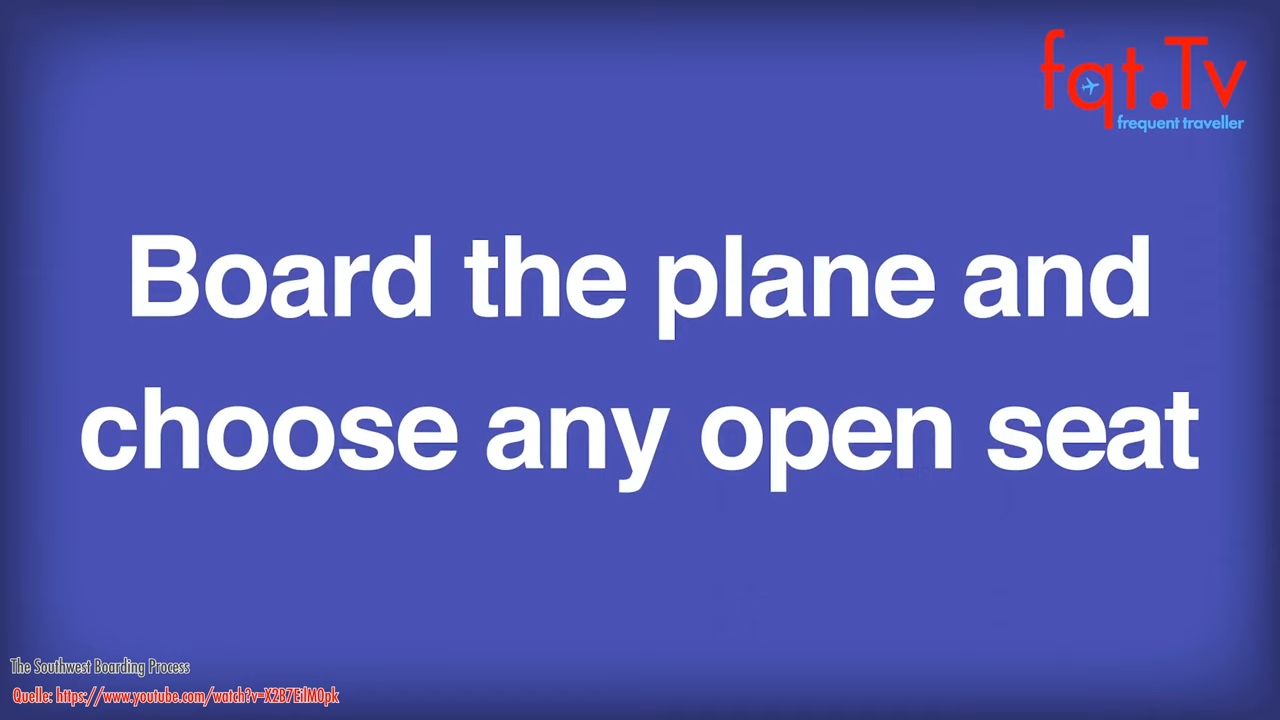 fqt.Tv
frequent traveller
Board the plane and
choose any open seat
The Southwest Boarding Process
Quelle: https://www.youtube.com/watch?v=X2B7EilMOpk